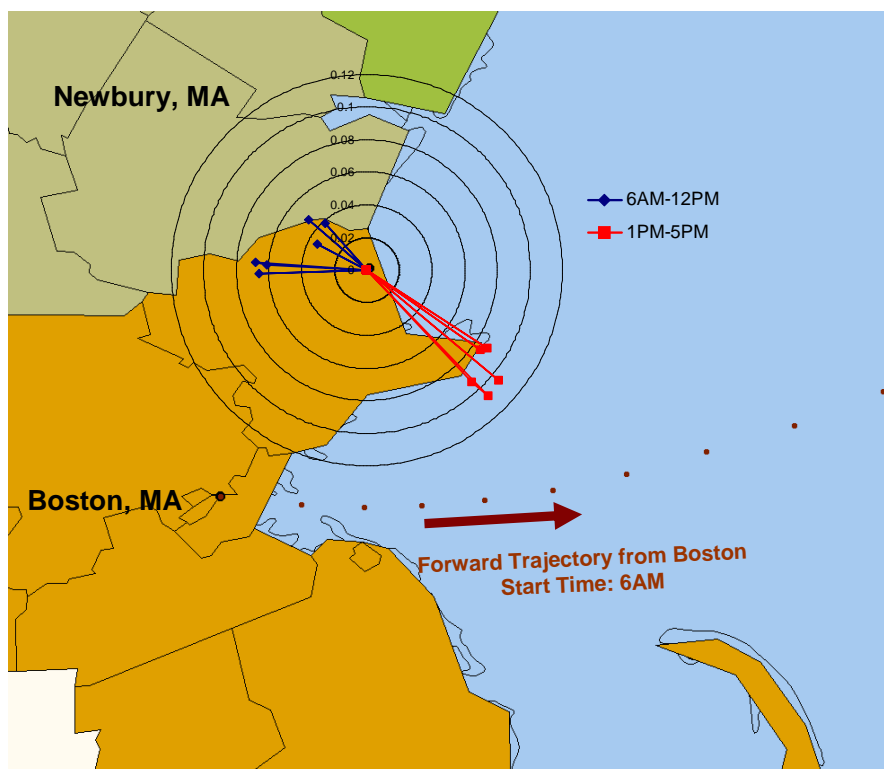 0.12
Newbury, MA
0.1
0.08
0.06
0.04
0.02
0
6AM-12PM
1PM-5PM
Boston, MA
Forward Trajectory from Boston
Start Time: 6AM